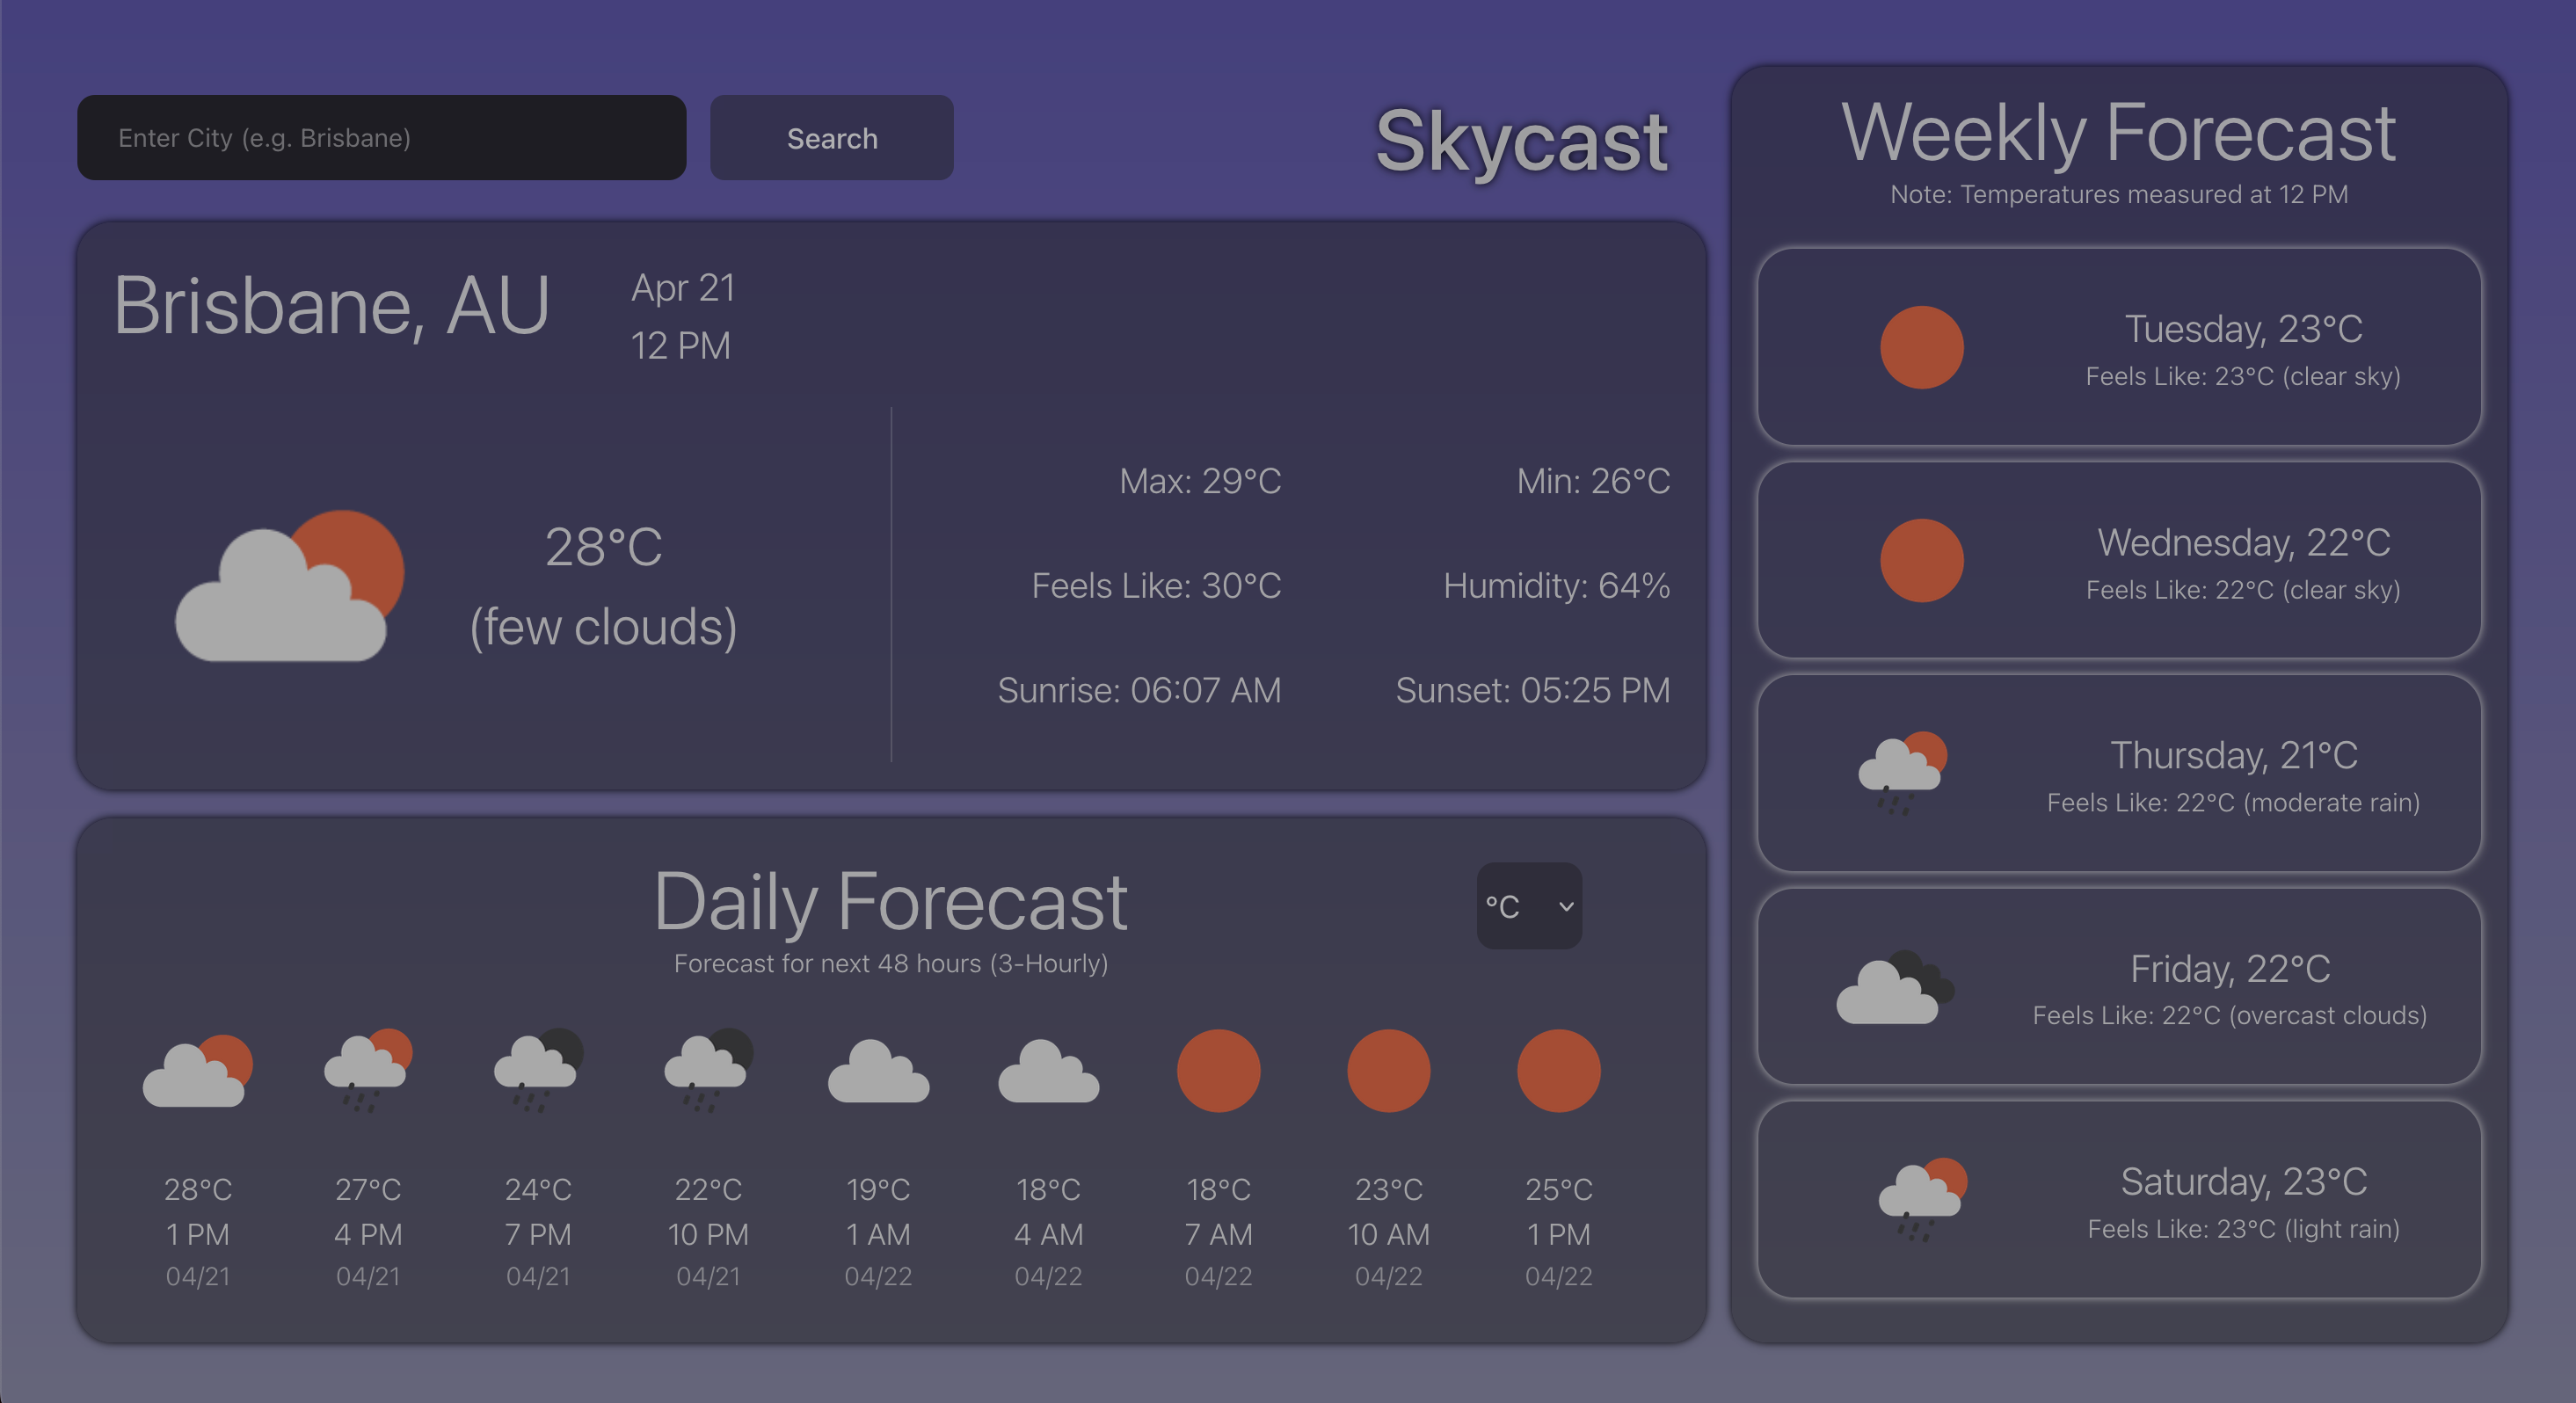 Enter City (e.g. Brisbane)
Search
Skycast
Brisbane, AU
Apr 21
12 PM
28°C
(few clouds)
Max: 29°C
Min: 26°C
Feels Like: 30°C
Humidity: 64%
Sunrise: 06:07 AM
Sunset: 05:25 PM
Daily Forecast
Forecast for next 48 hours (3-Hourly)
°C
28°C 27°C 24°C 22°C 19°C 18°C 18°C 23°C 25°C
1 PM 4 PM 7 PM 10 PM 1 AM 4 AM 7 AM 10 AM 1 PM
04/21 04/21 04/21 04/21 04/22 04/22 04/22 04/22 04/22
Weekly Forecast
Note: Temperatures measured at 12 PM
Tuesday, 23°C
Feels Like: 23°C (clear sky)
Wednesday, 22°C
Feels Like: 22°C (clear sky)
Thursday, 21°C
Feels Like: 22°C (moderate rain)
Friday, 22°C
Feels Like: 22°C (overcast clouds)
Saturday, 23°C
Feels Like: 23°C (light rain)